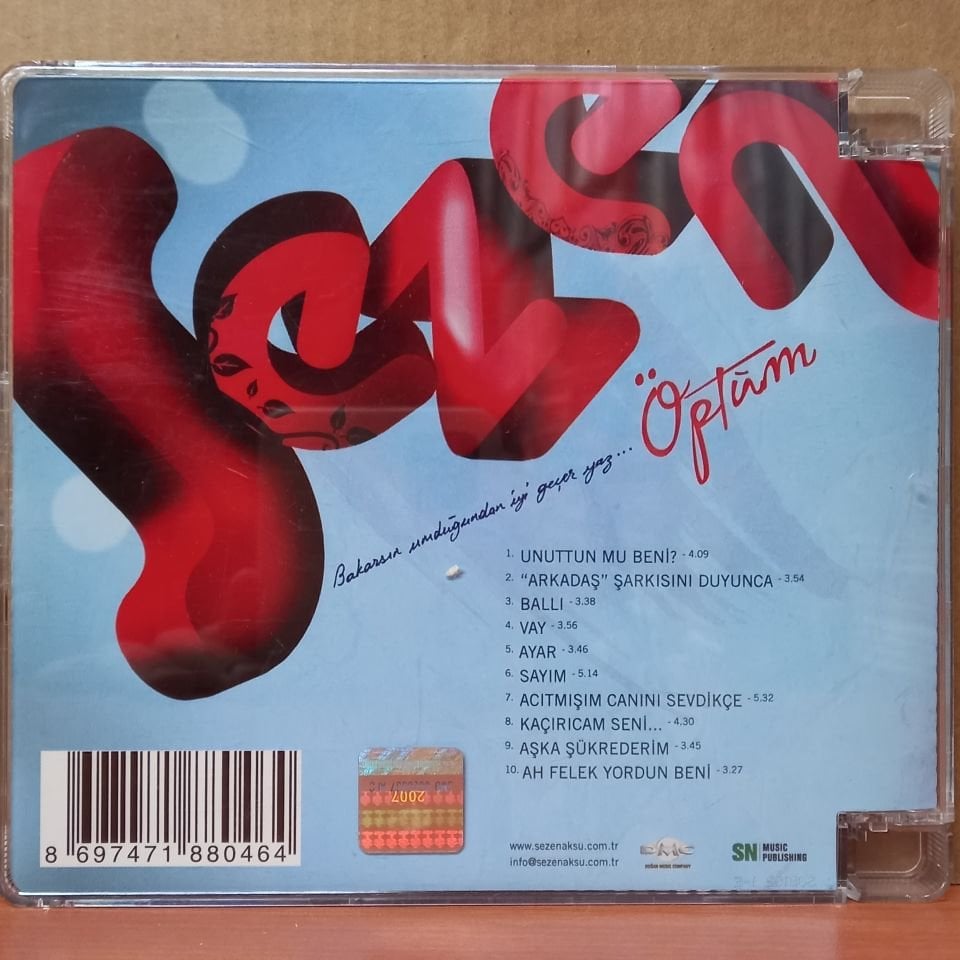 Sezen
Öptüm
Bakarsın umduğundan iyi geçer yaz...
1. UNUTTUN MU BENİ? - 4.09
2. “ARKADAŞ” ŞARKISINI DUYUNCA - 3.54
3. BALLI - 3.38
4. VAY - 3.56
5. AYAR - 3.46
6. SAYIM - 5.14
7. ACITMIŞIM CANINI SEVDİKÇE - 5.32
8. KAÇIRICAM SENİ... - 4.30
9. AŞKA ŞÜKREDERİM - 3.45
10. AH FELEK YORDUN BENİ - 3.27
8 697471 880464
2007
www.sezenaksu.com.tr
info@sezenaksu.com.tr
DMC
DOĞAN MUSIC COMPANY
SN MUSIC
PUBLISHING